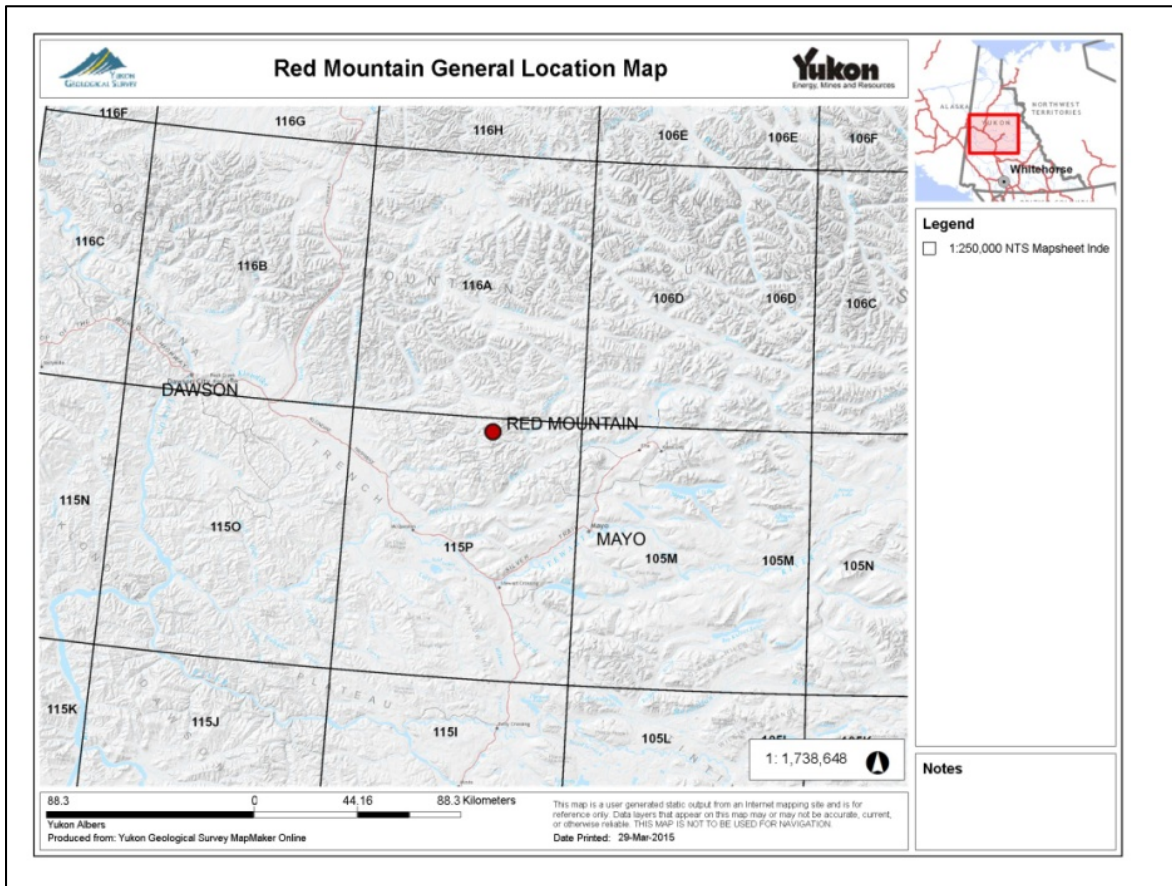 YUKON
GEOLOGICAL SURVEY
Red Mountain General Location Map
Yukon
Energy, Mines and Resources
ALASKA
NORTHWEST
TERRITORIES
YUKON
Whitehorse
Legend
1:250,000 NTS Mapsheet Inde
116F
116G
116H
106E
106E
106F
116C
116B
116A
106D
106D
106C
MOUNTAINS
DAWSON
RED MOUNTAIN
TRENCH
115N
115O
115P
Mayo
MAYO
105M
105M
105N
Stewart Crossing
PLATEAU
115K
115J
115I
105L
1: 1,738,648
Notes
88.3 0 44.16 88.3 Kilometers
Yukon Albers
Produced from: Yukon Geological Survey MapMaker Online
This map is a user generated static output from an Internet mapping site and is for
reference only. Data layers that appear on this map may or may not be accurate, current,
or otherwise reliable. THIS MAP IS NOT TO BE USED FOR NAVIGATION.
Date Printed: 29-Mar-2015